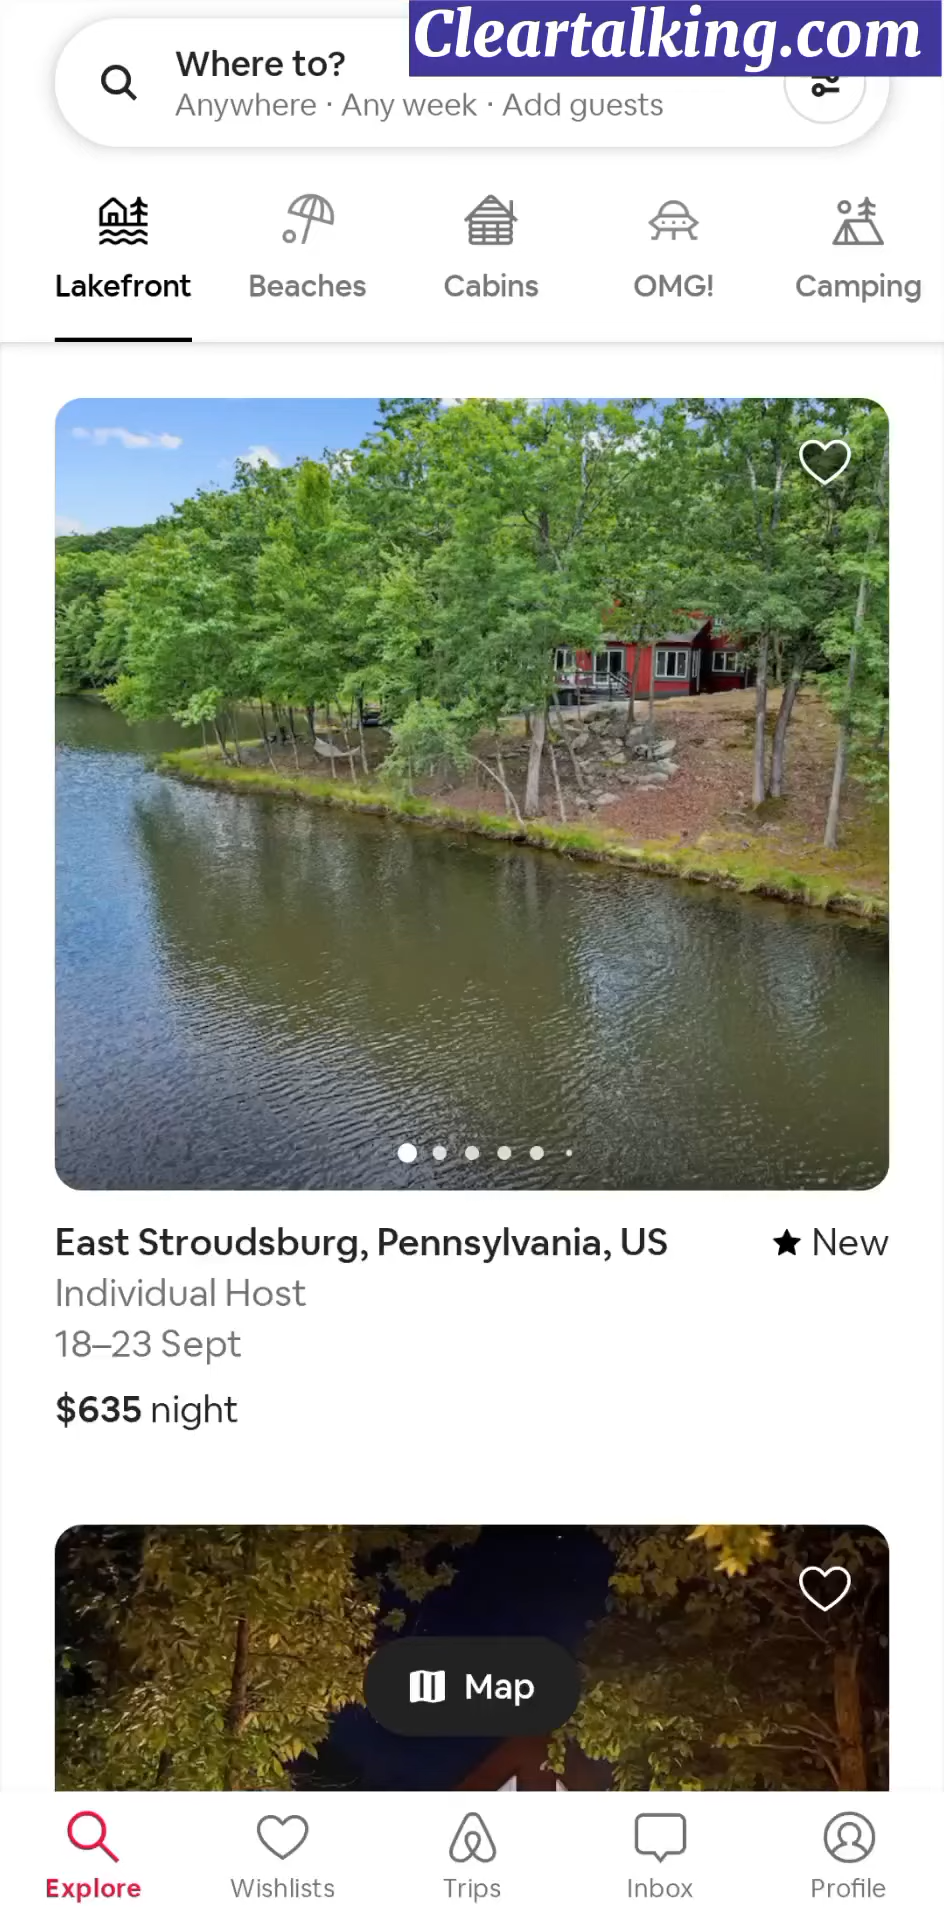 Cleartalking.com
Where to?
Anywhere · Any week · Add guests
Lakefront
Beaches
Cabins
OMG!
Camping
East Stroudsburg, Pennsylvania, US
★ New
Individual Host
18–23 Sept
$635 night
Map
Explore
Wishlists
Trips
Inbox
Profile